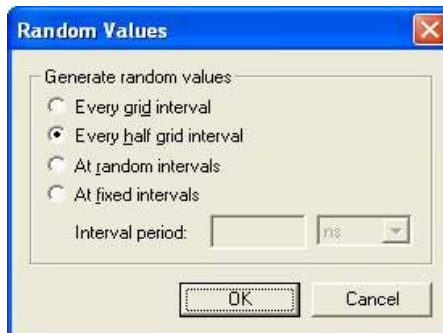 Random Values
Generate random values
Every grid interval
Every half grid interval
At random intervals
At fixed intervals
Interval period: ns
OK Cancel